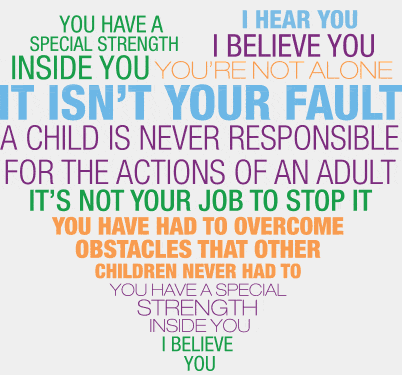 YOU HAVE A
SPECIAL STRENGTH
INSIDE YOU
I HEAR YOU
I BELIEVE YOU
YOU'RE NOT ALONE
IT ISN'T YOUR FAULT
A CHILD IS NEVER RESPONSIBLE
FOR THE ACTIONS OF AN ADULT
IT'S NOT YOUR JOB TO STOP IT
YOU HAVE HAD TO OVERCOME
OBSTACLES THAT OTHER
CHILDREN NEVER HAD TO
YOU HAVE A SPECIAL
STRENGTH
INSIDE YOU
I BELIEVE
YOU